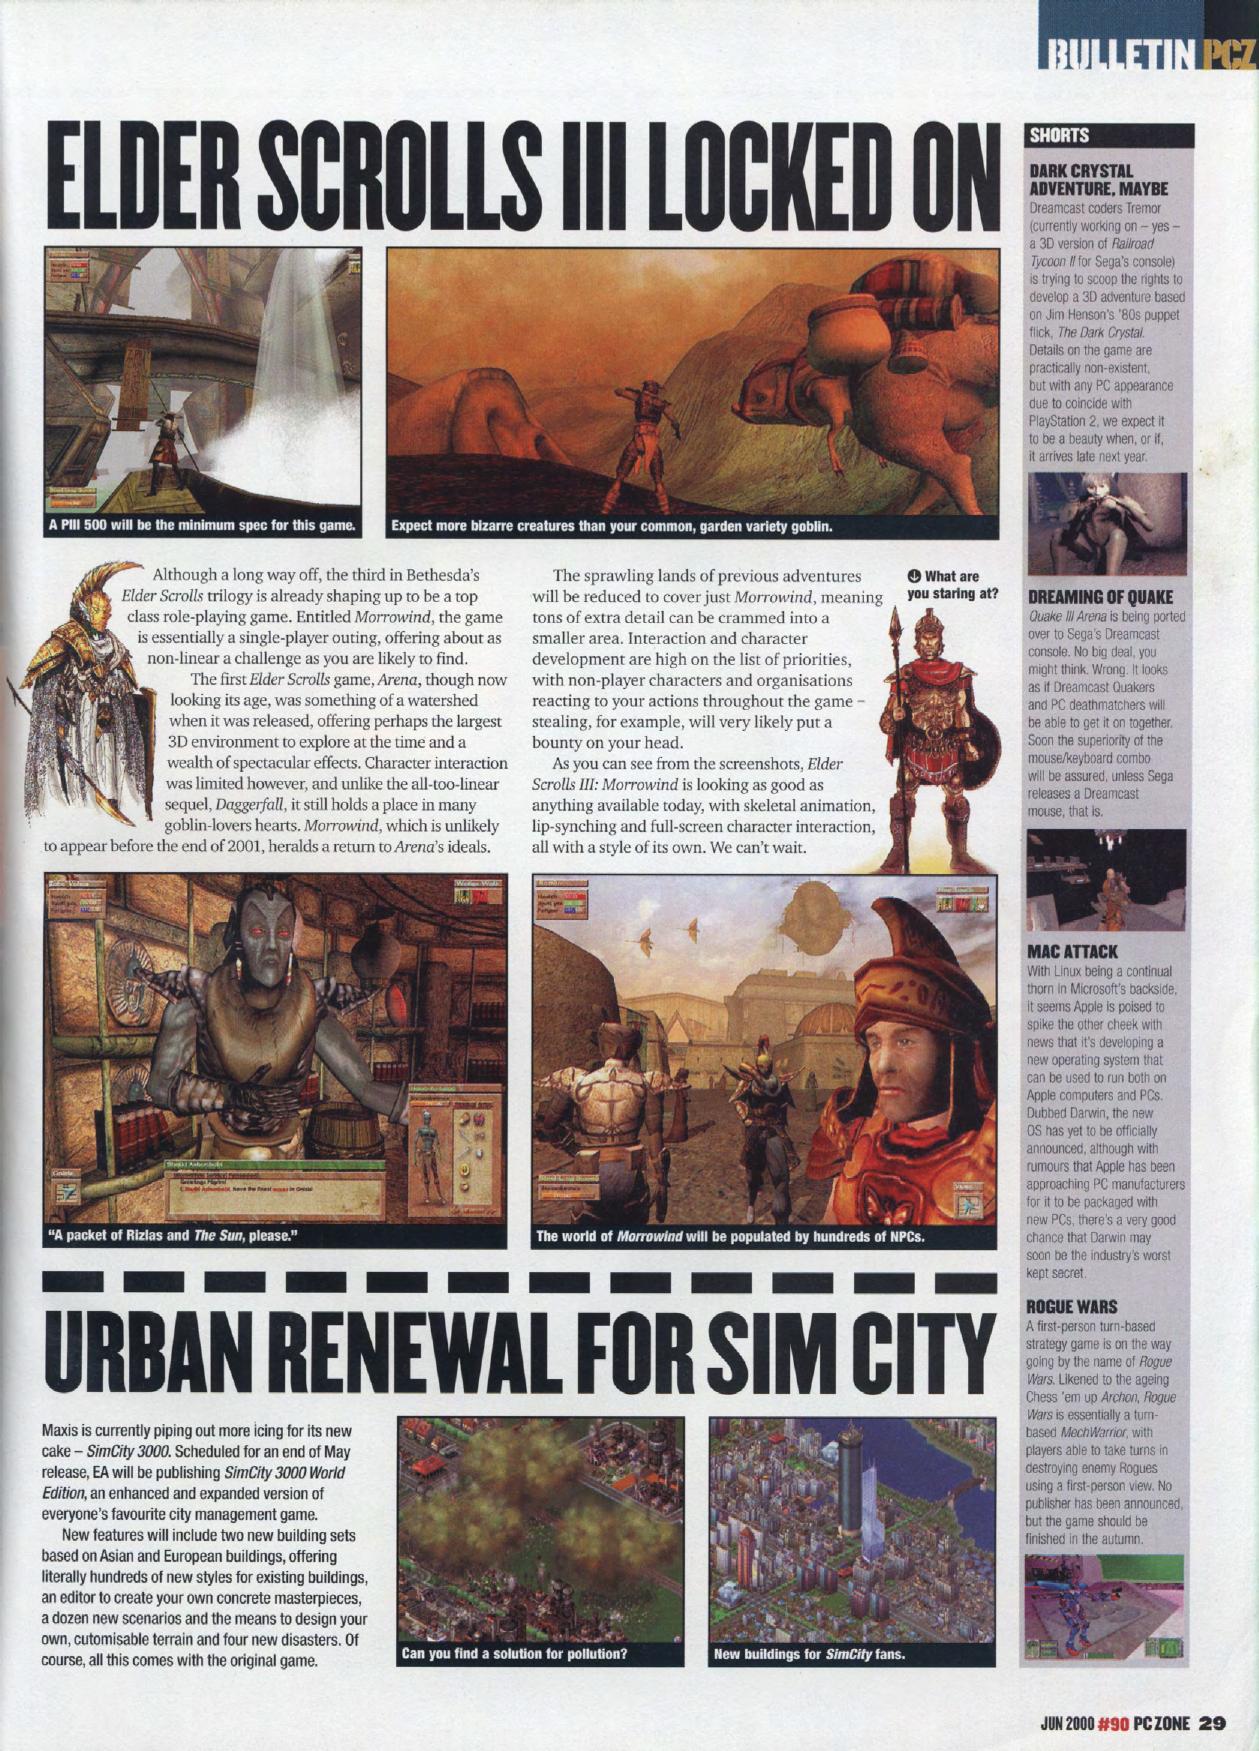 BULLETIN PCZ
ELDER SCROLLS III LOCKED ON
A PIII 500 will be the minimum spec for this game.
Expect more bizarre creatures than your common, garden variety goblin.
Although a long way off, the third in Bethesda's
Elder Scrolls trilogy is already shaping up to be a top
class role-playing game. Entitled Morrowind, the game
is essentially a single-player outing, offering about as
non-linear a challenge as you are likely to find.
The first Elder Scrolls game, Arena, though now
looking its age, was something of a watershed
when it was released, offering perhaps the largest
3D environment to explore at the time and a
wealth of spectacular effects. Character interaction
was limited however, and unlike the all-too-linear
sequel, Daggerfall, it still holds a place in many
goblin-lovers hearts. Morrowind, which is unlikely
to appear before the end of 2001, heralds a return to Arena's ideals.
The sprawling lands of previous adventures
will be reduced to cover just Morrowind, meaning
tons of extra detail can be crammed into a
smaller area. Interaction and character
development are high on the list of priorities,
with non-player characters and organisations
reacting to your actions throughout the game –
stealing, for example, will very likely put a
bounty on your head.
As you can see from the screenshots, Elder
Scrolls III: Morrowind is looking as good as
anything available today, with skeletal animation,
lip-synching and full-screen character interaction,
all with a style of its own. We can't wait.
What are
you staring at?
"A packet of Rizlas and The Sun, please."
The world of Morrowind will be populated by hundreds of NPCs.
URBAN RENEWAL FOR SIM CITY
Maxis is currently piping out more icing for its new
cake – SimCity 3000. Scheduled for an end of May
release, EA will be publishing SimCity 3000 World
Edition, an enhanced and expanded version of
everyone's favourite city management game.
New features will include two new building sets
based on Asian and European buildings, offering
literally hundreds of new styles for existing buildings,
an editor to create your own concrete masterpieces,
a dozen new scenarios and the means to design your
own, cutomisable terrain and four new disasters. Of
course, all this comes with the original game.
Can you find a solution for pollution?
New buildings for SimCity fans.
SHORTS
DARK CRYSTAL
ADVENTURE, MAYBE
Dreamcast coders Tremor
(currently working on – yes –
a 3D version of Railroad
Tycoon II for Sega's console)
is trying to scoop the rights to
develop a 3D adventure based
on Jim Henson's '80s puppet
flick, The Dark Crystal.
Details on the game are
practically non-existent,
but with any PC appearance
due to coincide with
PlayStation 2, we expect it
to be a beauty when, or if,
it arrives late next year.
DREAMING OF QUAKE
Quake III Arena is being ported
over to Sega's Dreamcast
console. No big deal, you
might think. Wrong. It looks
as if Dreamcast Quakers
and PC deathmatchers will
be able to get it on together.
Soon the superiority of the
mouse/keyboard combo
will be assured, unless Sega
releases a Dreamcast
mouse, that is.
MAC ATTACK
With Linux being a continual
thorn in Microsoft's backside,
it seems Apple is poised to
spike the other cheek with
news that it's developing a
new operating system that
can be used to run both on
Apple computers and PCs.
Dubbed Darwin, the new
OS has yet to be officially
announced, although with
rumours that Apple has been
approaching PC manufacturers
for it to be packaged with
new PCs, there's a very good
chance that Darwin may
soon be the industry's worst
kept secret.
ROGUE WARS
A first-person turn-based
strategy game is on the way
going by the name of Rogue
Wars. Likened to the ageing
Chess 'em up Archon, Rogue
Wars is essentially a turn-
based MechWarrior, with
players able to take turns in
destroying enemy Rogues
using a first-person view. No
publisher has been announced,
but the game should be
finished in the autumn.
JUN 2000 #90 PC ZONE 29